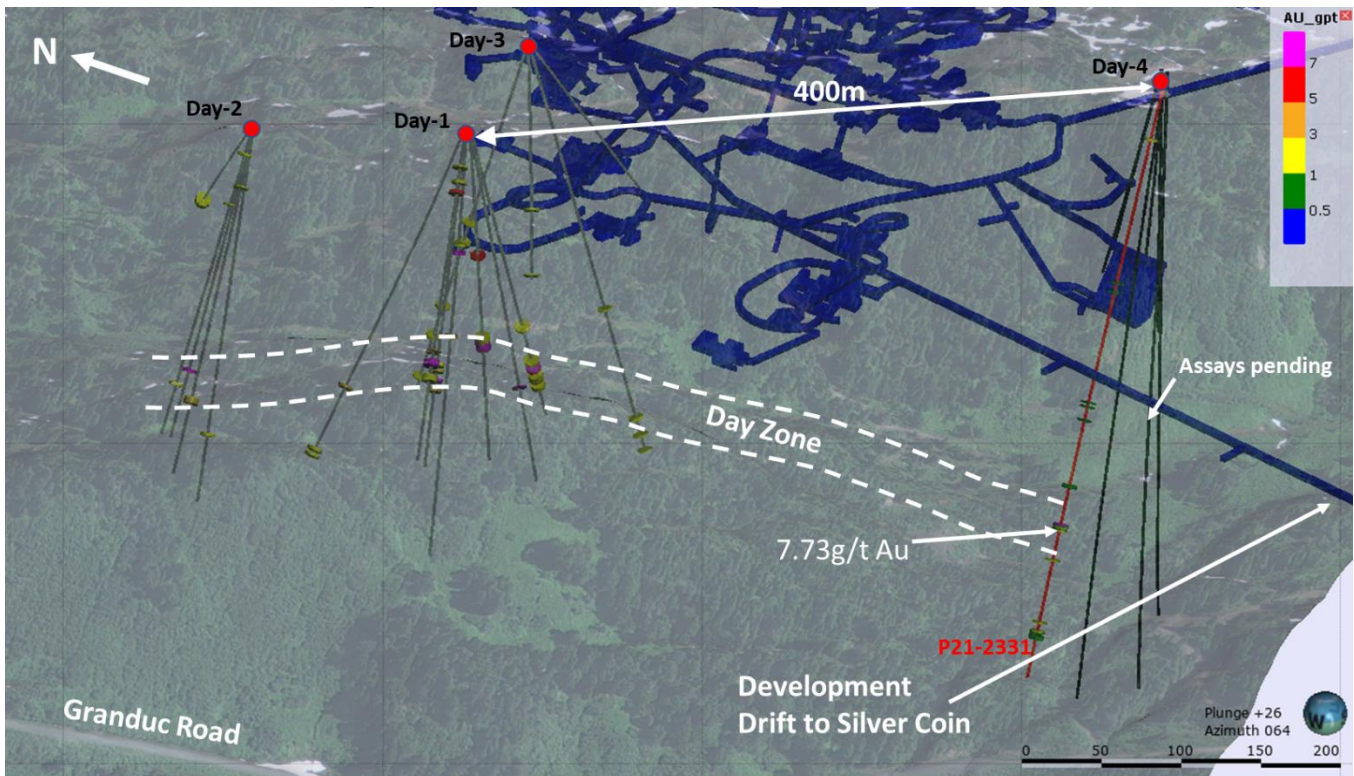 AU_gpt
7
5
3
1
0.5
N
Day-3
Day-4
400m
Day-2
Day-1
Assays pending
Day Zone
7.73g/t Au
P21-2331
Development
Drift to Silver Coin
Granduc Road
Plunge +26
Azimuth 064
W
0 50 100 150 200